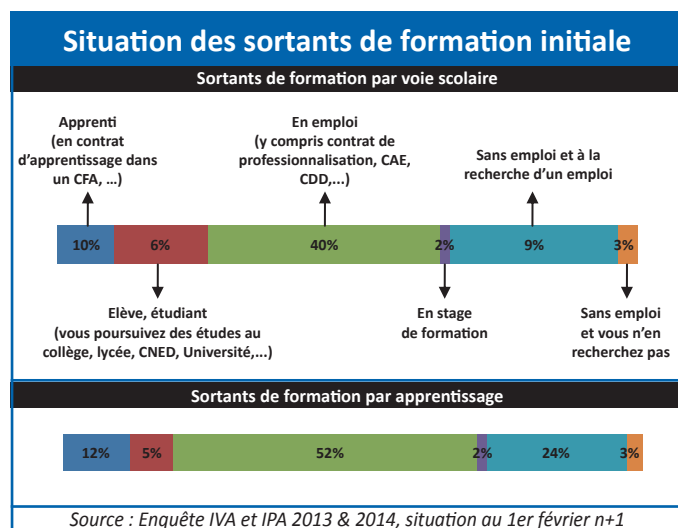 Situation des sortants de formation initiale
Sortants de formation par voie scolaire
Apprenti
(en contrat
d'apprentissage dans
un CFA, ...)
En emploi
(y compris contrat de
professionnalisation, CAE,
CDD,...)
Sans emploi et à la
recherche d'un emploi
10% 6% 40% 2% 9% 3%
Elève, étudiant
(vous poursuivez des études au
collège, lycée, CNED, Université,...)
En stage
de formation
Sans emploi
et vous n'en
recherchez pas
Sortants de formation par apprentissage
12% 5% 52% 2% 24% 3%
Source : Enquête IVA et IPA 2013 & 2014, situation au 1er février n+1